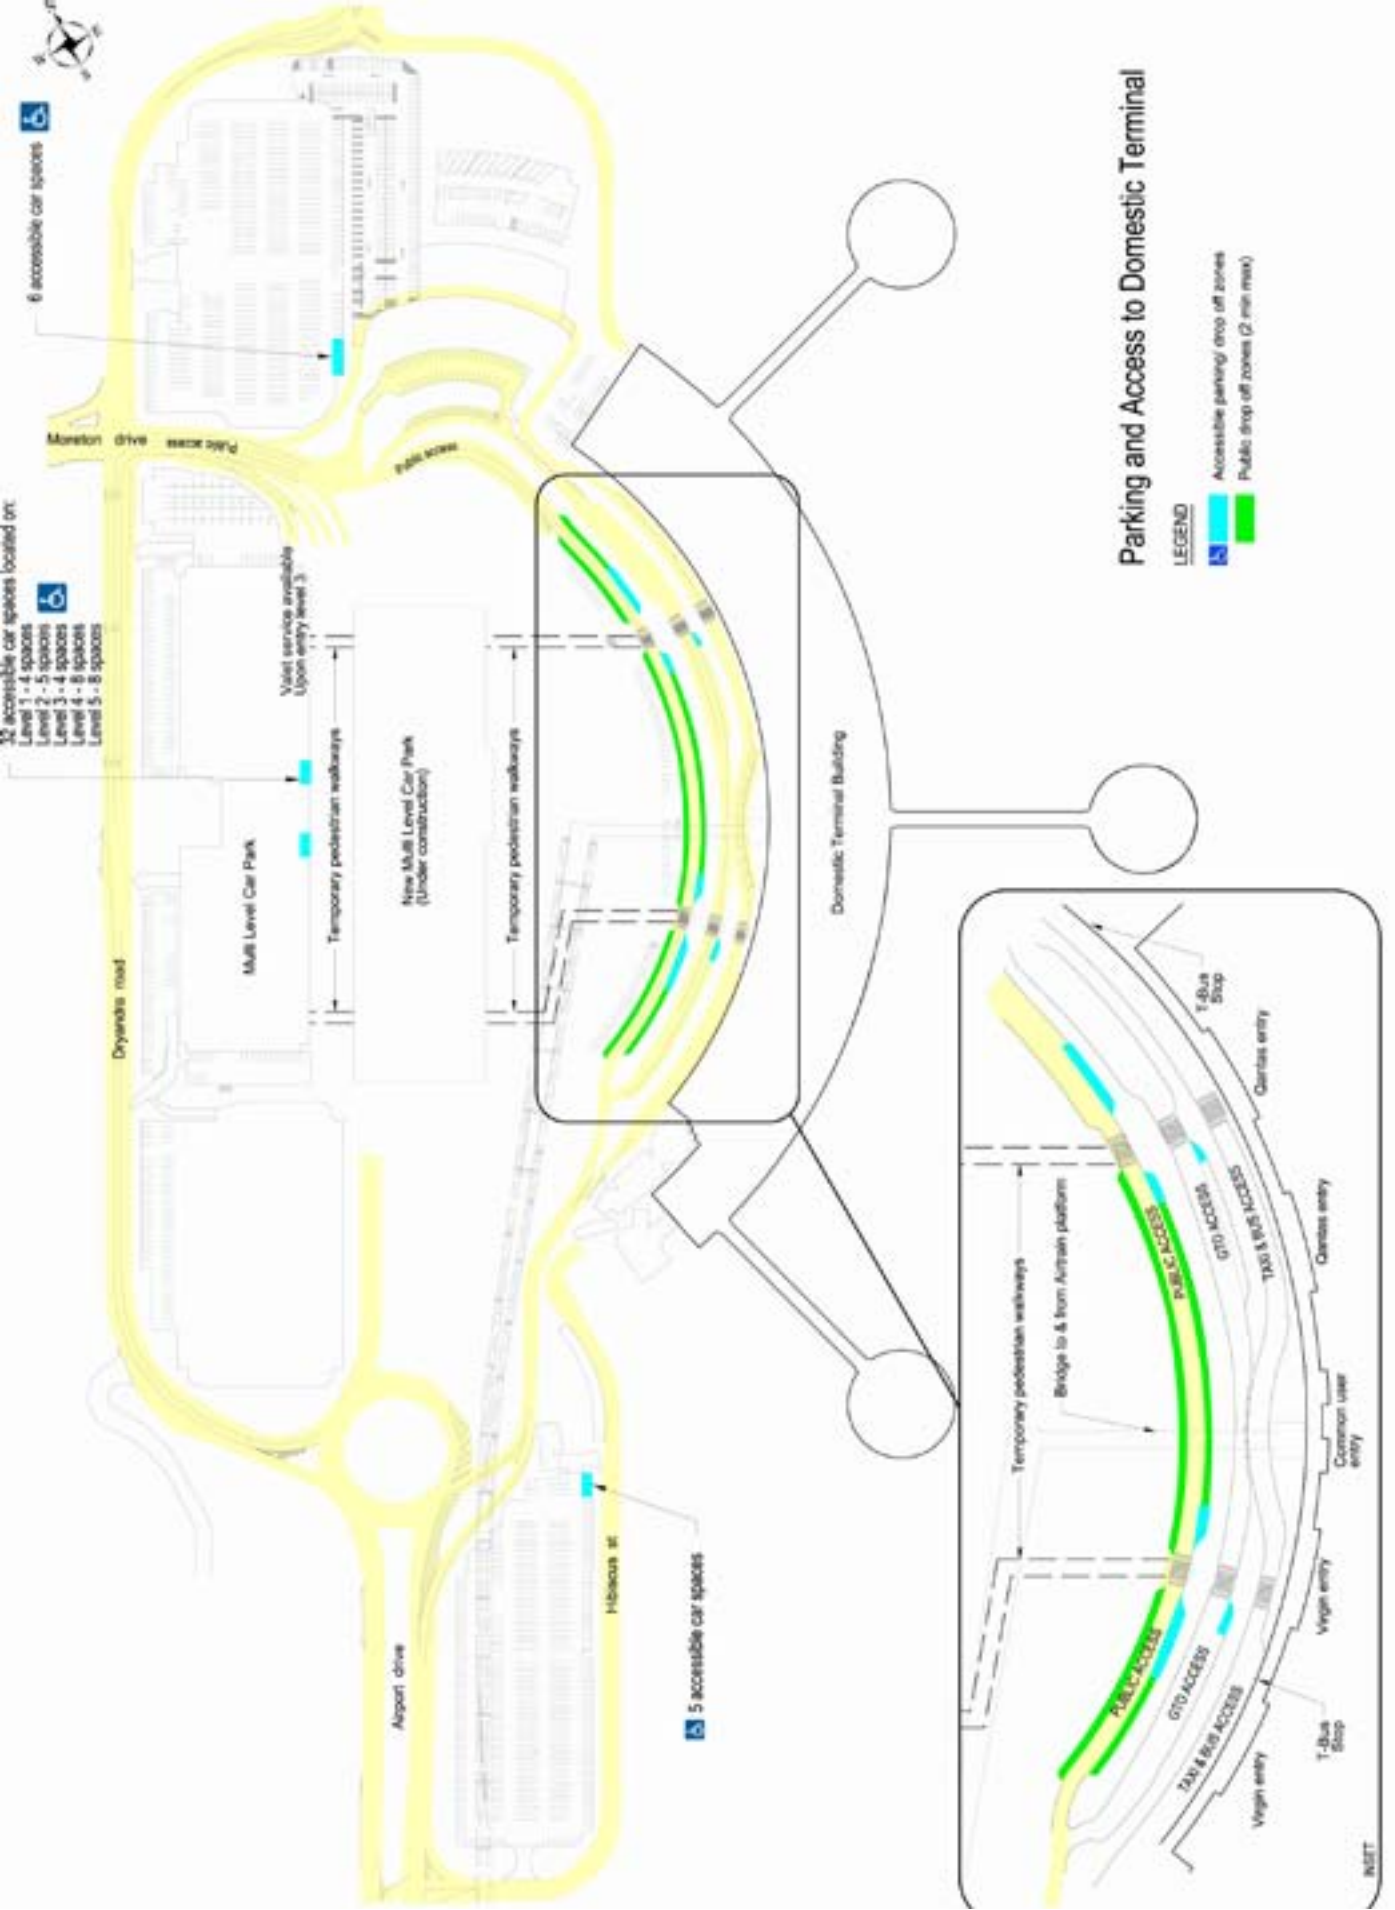 Parking and Access to Domestic Terminal
LEGEND
Accessible parking/ drop off zones
Public drop off zones (2 min max)
6 accessible car spaces
32 accessible car spaces located on:
Level 1 - 4 spaces
Level 2 - 5 spaces
Level 3 - 4 spaces
Level 4 - 8 spaces
Level 5 - 8 spaces
Moreton drive
Public access
Public access
Valet service available
Upon entry level 3
Dryandra road
Multi Level Car Park
Temporary pedestrian walkways
New Multi Level Car Park
(Under construction)
Temporary pedestrian walkways
Domestic Terminal Building
Airport drive
Hibiscus st
5 accessible car spaces
Temporary pedestrian walkways
Bridge to & from Airtrain platform
PUBLIC ACCESS
GTO ACCESS
TAXI & BUS ACCESS
PUBLIC ACCESS
GTO ACCESS
TAXI & BUS ACCESS
T-Bus
Stop
Qantas entry
Qantas entry
Common user
entry
Virgin entry
T-Bus
Stop
Virgin entry
INSET